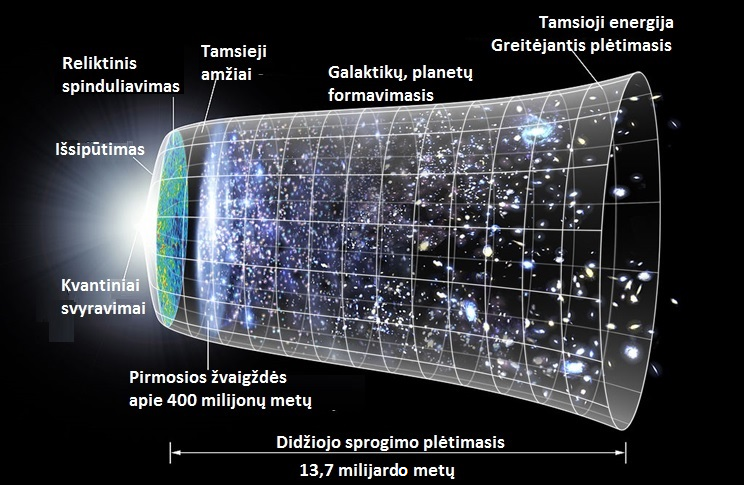 Tamsioji energija
Greitėjantis plėtimasis
Reliktinis
spinduliavimas
Tamsieji
amžiai
Galaktikų, planetų
formavimasis
Išsipūtimas
Kvantiniai
svyravimai
Pirmosios žvaigždės
apie 400 milijonų metų
Didžiojo sprogimo plėtimasis
13,7 milijardo metų